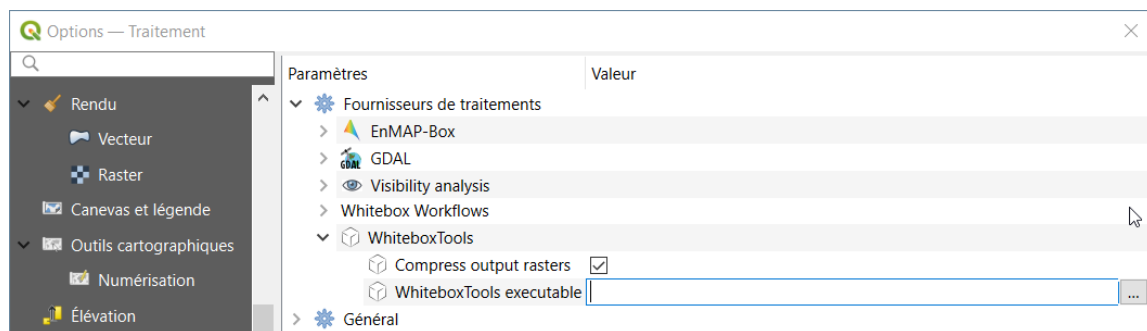 Options — Traitement
Paramètres Valeur
Rendu
Vecteur
Raster
Canevas et légende
Outils cartographiques
Numérisation
Élévation
Fournisseurs de traitements
EnMAP-Box
GDAL GDAL
Visibility analysis
Whitebox Workflows
WhiteboxTools
Compress output rasters
WhiteboxTools executable ...
Général